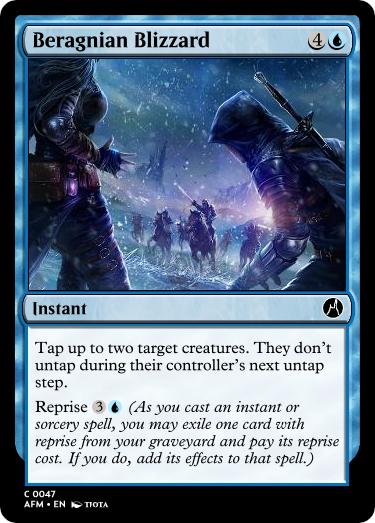 Beragnian Blizzard 4
Instant
Tap up to two target creatures. They don't
untap during their controller's next untap
step.
Reprise 3 (As you cast an instant or
sorcery spell, you may exile one card with
reprise from your graveyard and pay its reprise
cost. If you do, add its effects to that spell.)
C 0047
AFM • EN TIOTA